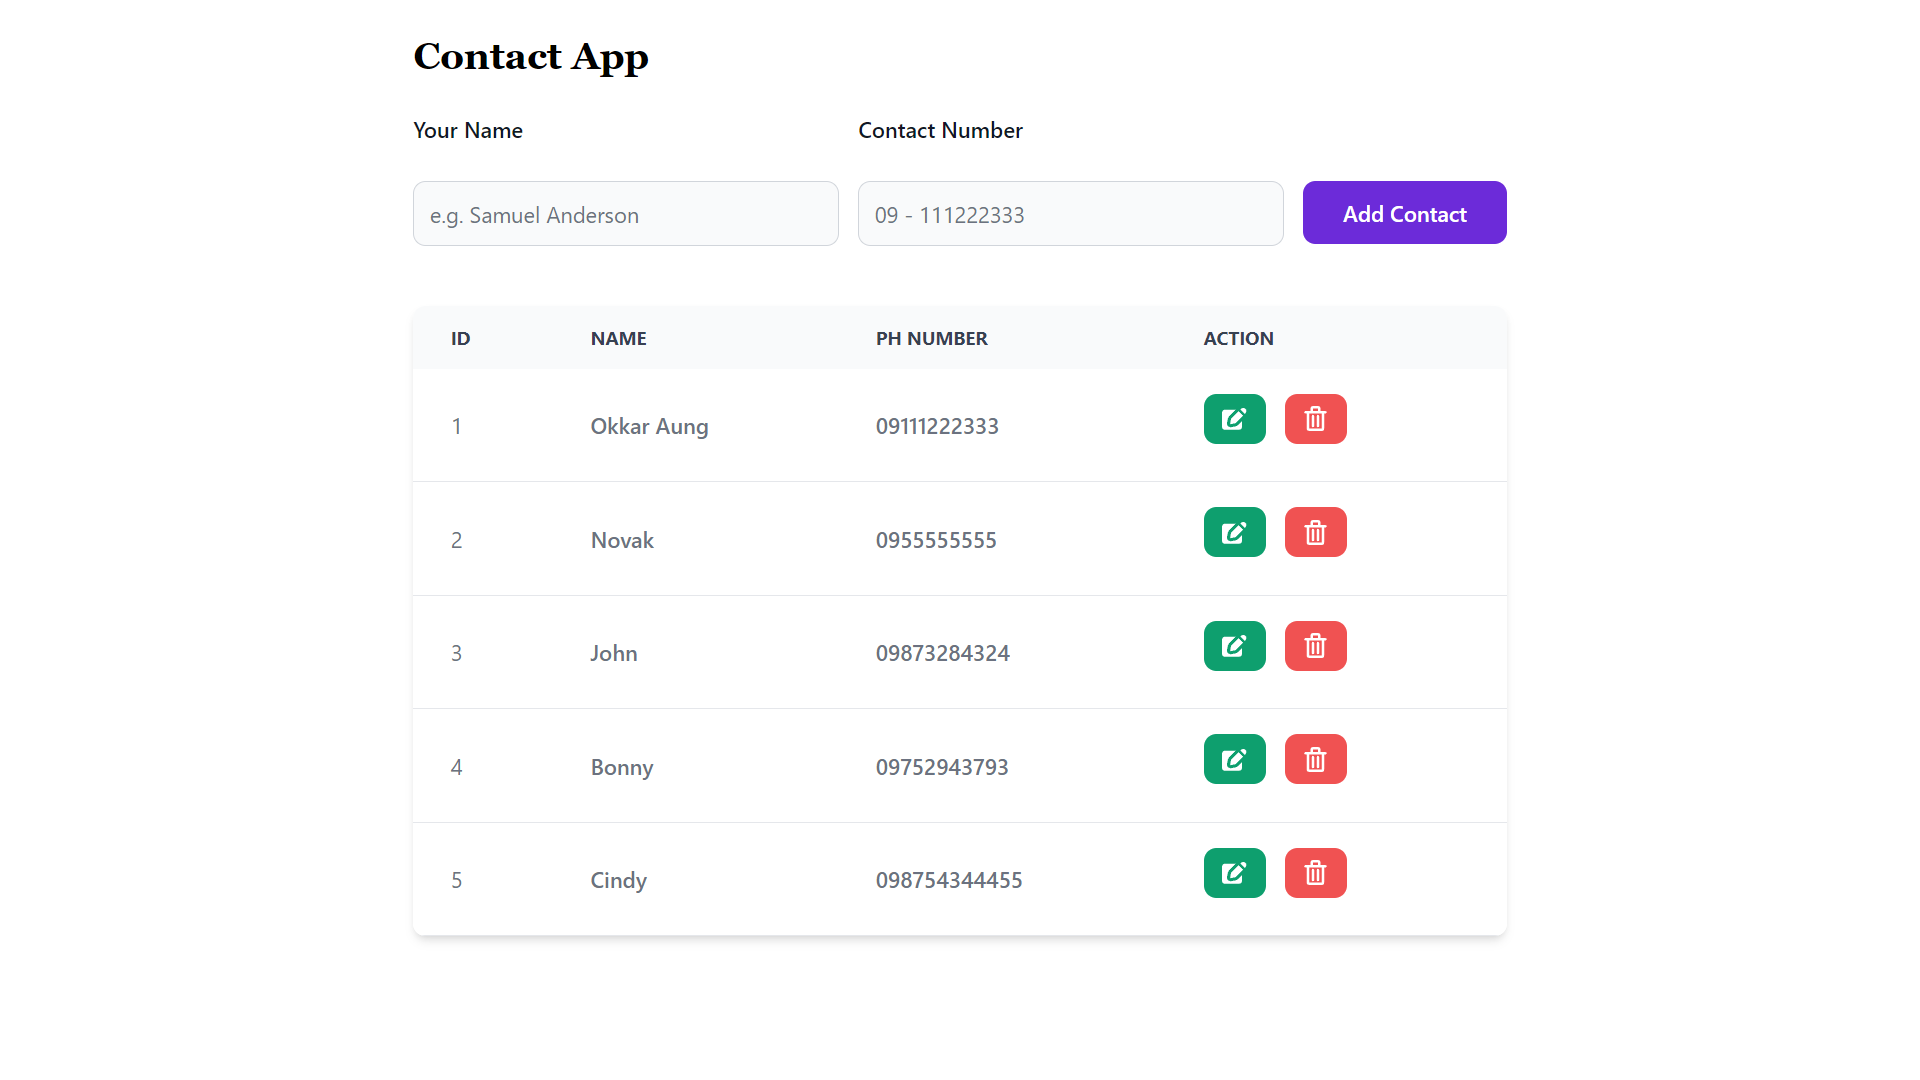 Contact App
Your Name Contact Number
e.g. Samuel Anderson 09 - 111222333 Add Contact
ID NAME PH NUMBER ACTION
1 Okkar Aung 09111222333
2 Novak 0955555555
3 John 09873284324
4 Bonny 09752943793
5 Cindy 098754344455